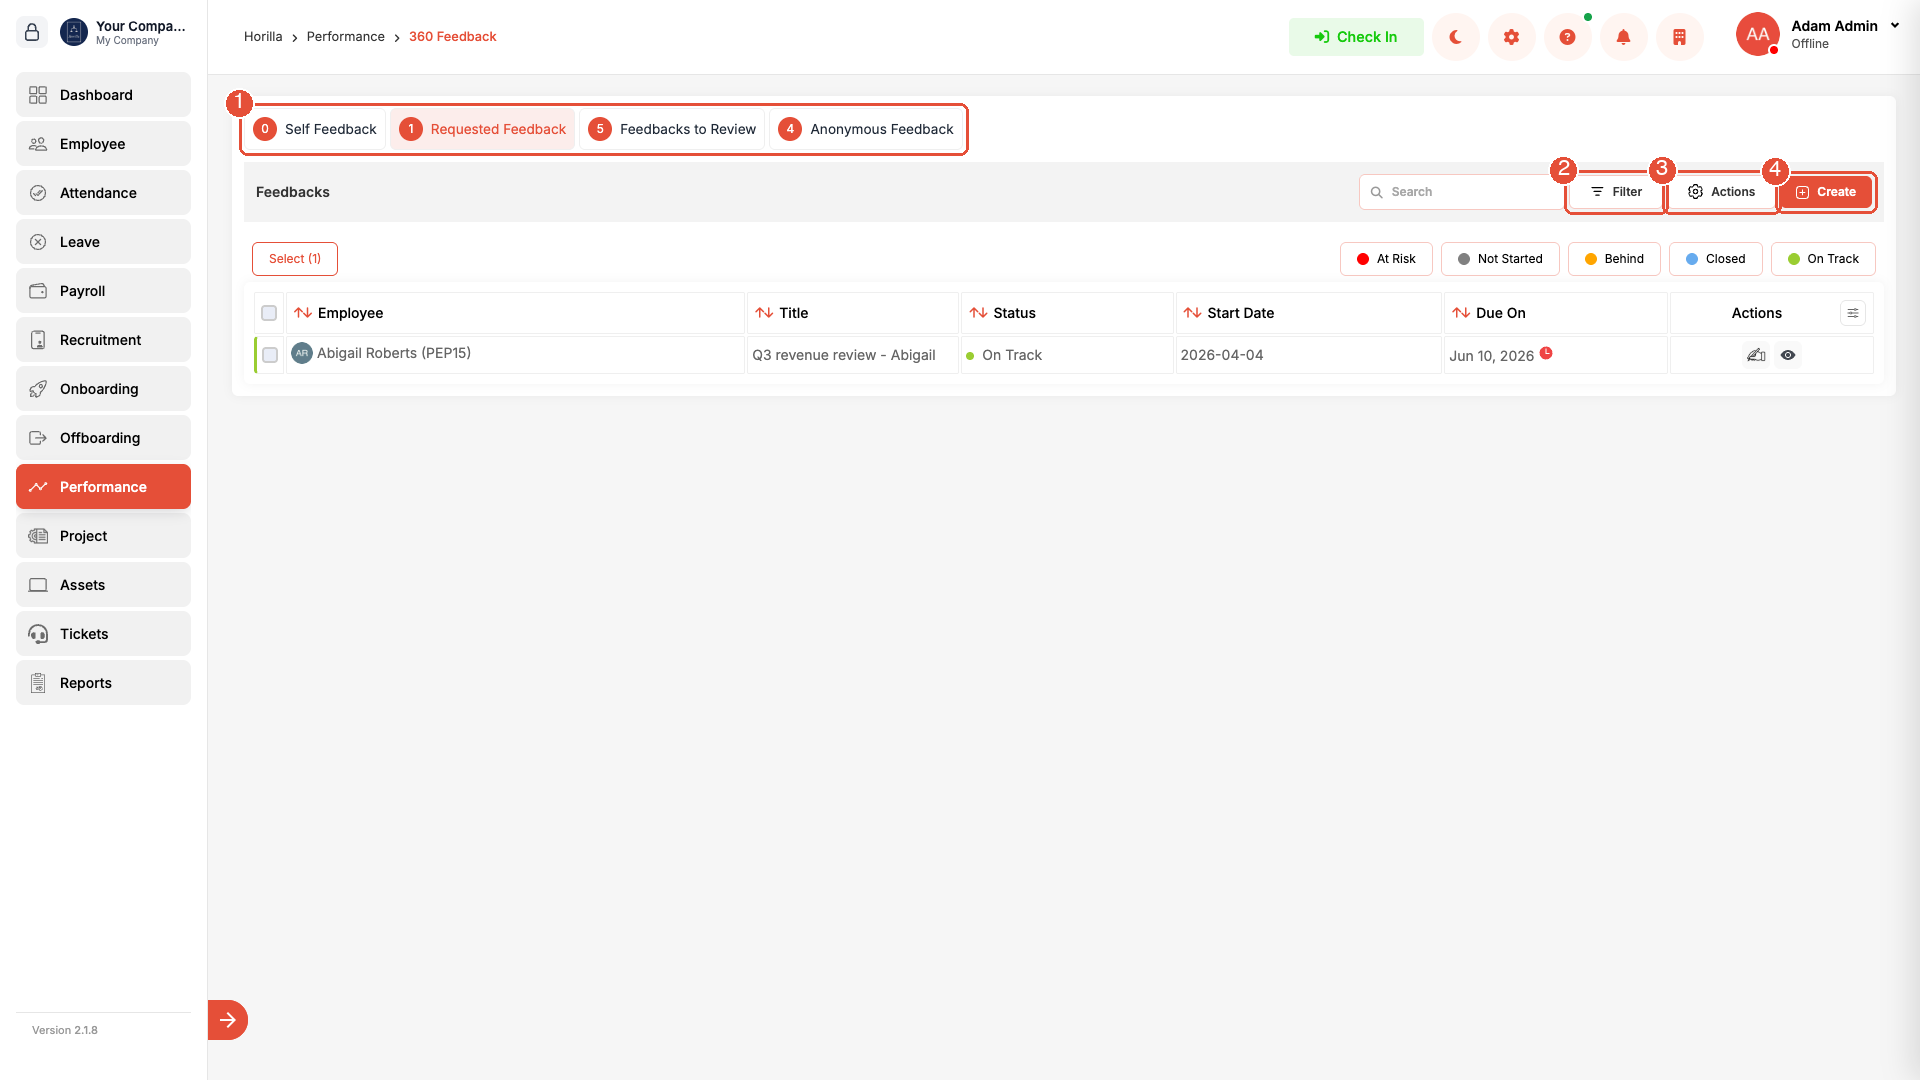 Your Compa...
My Company
Horilla > Performance > 360 Feedback
Check In
AA
Adam Admin
Offline
Dashboard
Employee
Attendance
Leave
Payroll
Recruitment
Onboarding
Offboarding
Performance
Project
Assets
Tickets
Reports
Version 2.1.8
1
0 Self Feedback
1 Requested Feedback
5 Feedbacks to Review
4 Anonymous Feedback
Feedbacks
Search
2
Filter
3
Actions
4
Create
Select (1)
At Risk
Not Started
Behind
Closed
On Track
Employee Title Status Start Date Due On Actions
AR Abigail Roberts (PEP15) Q3 revenue review - Abigail On Track 2026-04-04 Jun 10, 2026